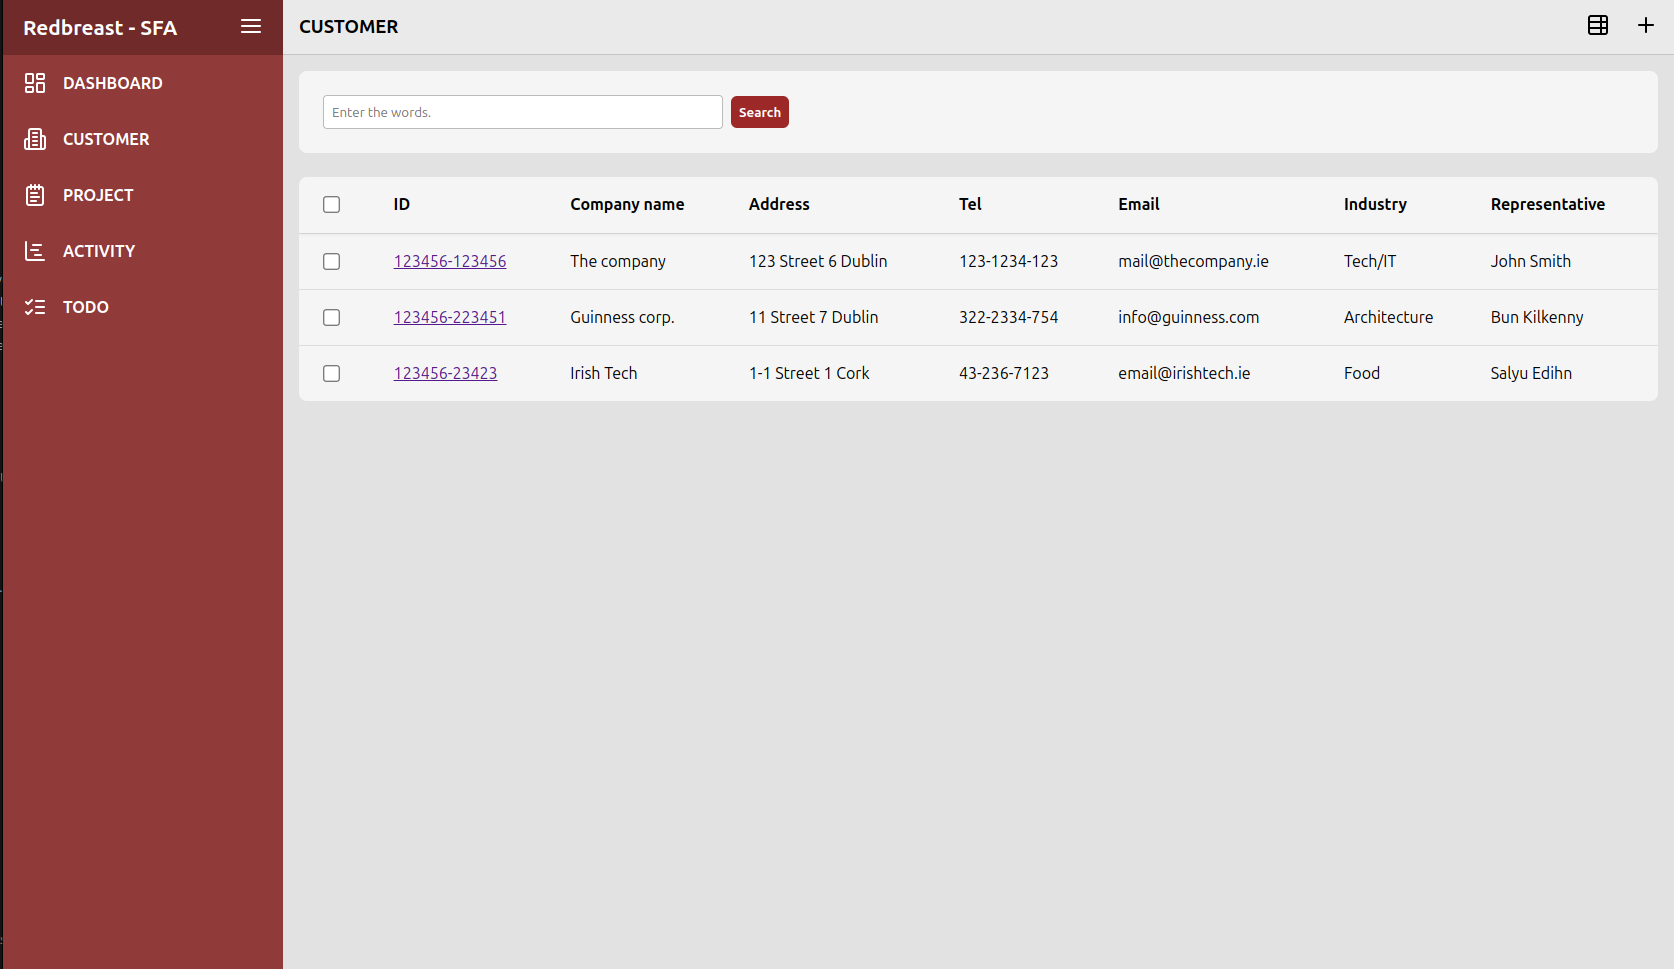 Redbreast - SFA
DASHBOARD
CUSTOMER
PROJECT
ACTIVITY
TODO
CUSTOMER
Enter the words. Search
ID Company name Address Tel Email Industry Representative
123456-123456 The company 123 Street 6 Dublin 123-1234-123 mail@thecompany.ie Tech/IT John Smith
123456-223451 Guinness corp. 11 Street 7 Dublin 322-2334-754 info@guinness.com Architecture Bun Kilkenny
123456-23423 Irish Tech 1-1 Street 1 Cork 43-236-7123 email@irishtech.ie Food Salyu Edihn